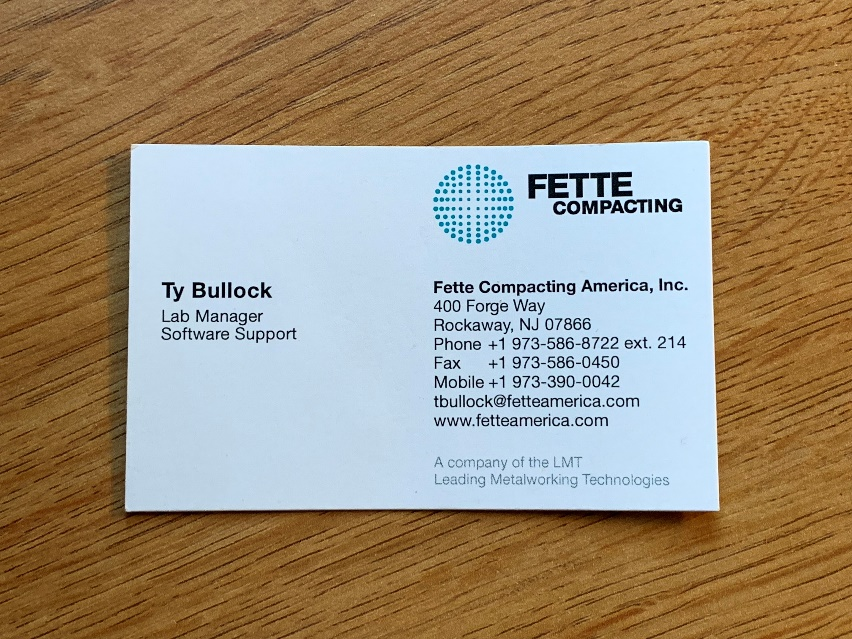 FETTE
COMPACTING
Ty Bullock
Lab Manager
Software Support
Fette Compacting America, Inc.
400 Forge Way
Rockaway, NJ 07866
Phone +1 973-586-8722 ext. 214
Fax +1 973-586-0450
Mobile +1 973-390-0042
tbullock@fetteamerica.com
www.fetteamerica.com
A company of the LMT
Leading Metalworking Technologies